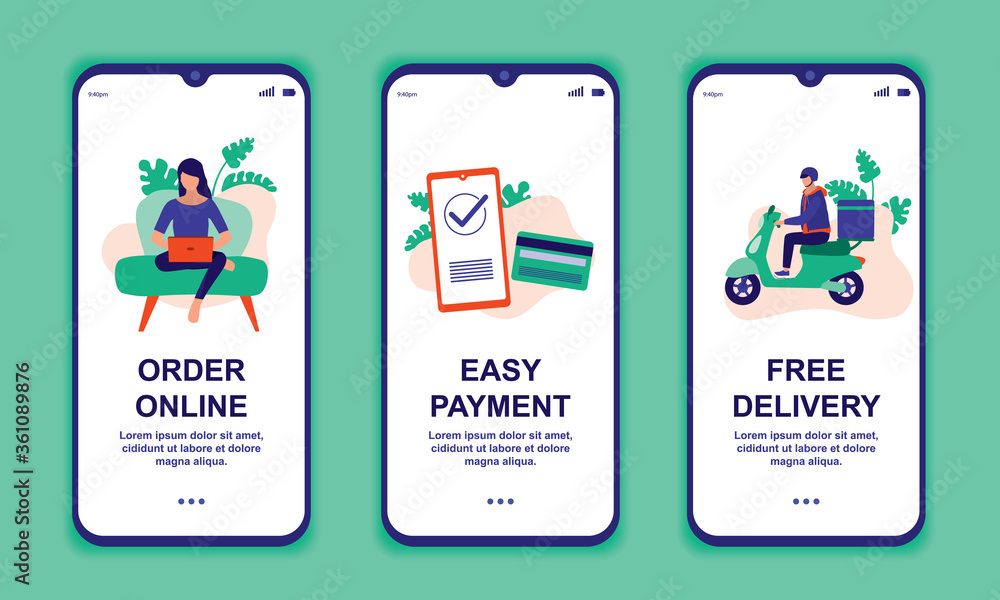 9:40pm
ORDER
ONLINE
Lorem ipsum dolor sit amet,
cididunt ut labore et dolore
magna aliqua.
9:40pm
EASY
PAYMENT
Lorem ipsum dolor sit amet,
cididunt ut labore et dolore
magna aliqua.
9:40pm
FREE
DELIVERY
Lorem ipsum dolor sit amet,
cididunt ut labore et dolore
magna aliqua.
Adobe Stock | #361089876
Adobe Stock